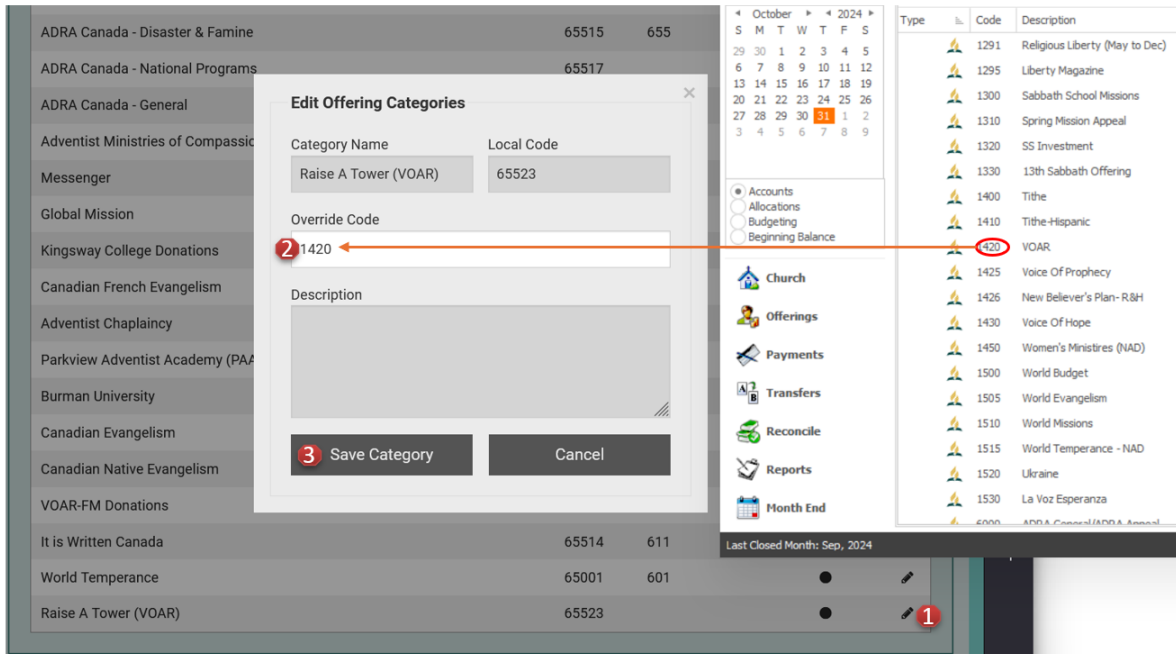 ADRA Canada - Disaster & Famine 65515 655
ADRA Canada - National Programs 65517
ADRA Canada - General
Adventist Ministries of Compassio
Messenger
Global Mission
Kingsway College Donations
Canadian French Evangelism
Adventist Chaplaincy
Parkview Adventist Academy (PAA
Burman University
Canadian Evangelism
Canadian Native Evangelism
VOAR-FM Donations
It is Written Canada 65514 611
World Temperance 65001 601
Raise A Tower (VOAR) 65523
1
Edit Offering Categories
×
Category Name Local Code
Raise A Tower (VOAR) 65523
Override Code
2 1420
Description
3 Save Category Cancel
October 2024
S M T W T F S
29 30 1 2 3 4 5
6 7 8 9 10 11 12
13 14 15 16 17 18 19
20 21 22 23 24 25 26
27 28 29 30 31 1 2
3 4 5 6 7 8 9
Accounts
Allocations
Budgeting
Beginning Balance
Church
Offerings
Payments
Transfers
Reconcile
Reports
Month End
Last Closed Month: Sep, 2024
Type Code Description
1291 Religious Liberty (May to Dec)
1295 Liberty Magazine
1300 Sabbath School Missions
1310 Spring Mission Appeal
1320 SS Investment
1330 13th Sabbath Offering
1400 Tithe
1410 Tithe-Hispanic
1420 VOAR
1425 Voice Of Prophecy
1426 New Believer's Plan- R&H
1430 Voice Of Hope
1450 Women's Ministires (NAD)
1500 World Budget
1505 World Evangelism
1510 World Missions
1515 World Temperance - NAD
1520 Ukraine
1530 La Voz Esperanza
6000 ADRA General/ADRA Appeal